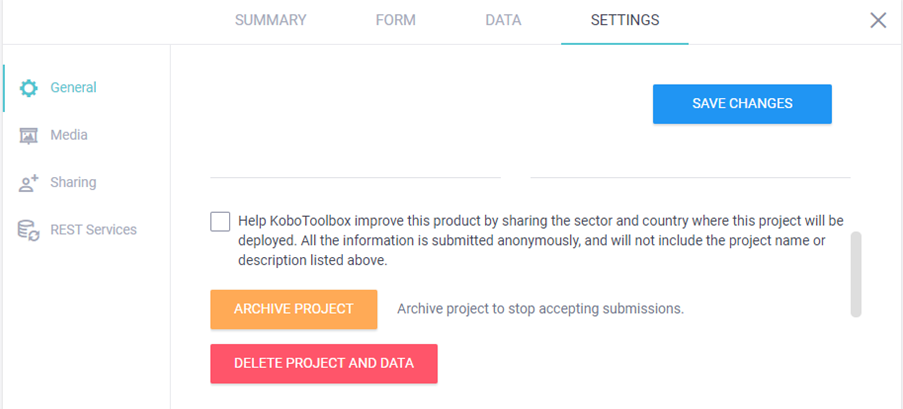 SUMMARY
FORM
DATA
SETTINGS
General
Media
Sharing
REST Services
SAVE CHANGES
Help KoboToolbox improve this product by sharing the sector and country where this project will be
deployed. All the information is submitted anonymously, and will not include the project name or
description listed above.
ARCHIVE PROJECT
Archive project to stop accepting submissions.
DELETE PROJECT AND DATA